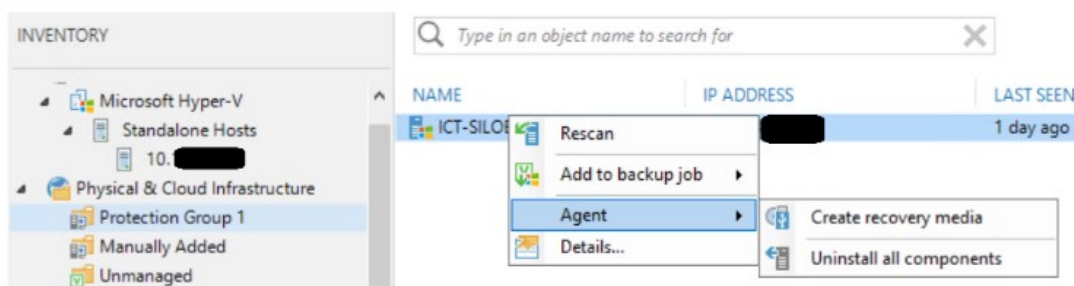 INVENTORY
Type in an object name to search for
Microsoft Hyper-V
Standalone Hosts
10.
Physical & Cloud Infrastructure
Protection Group 1
Manually Added
Unmanaged
NAME IP ADDRESS LAST SEEN
ICT-SILOE 1 day ago
Rescan
Add to backup job
Agent
Details...
Create recovery media
Uninstall all components